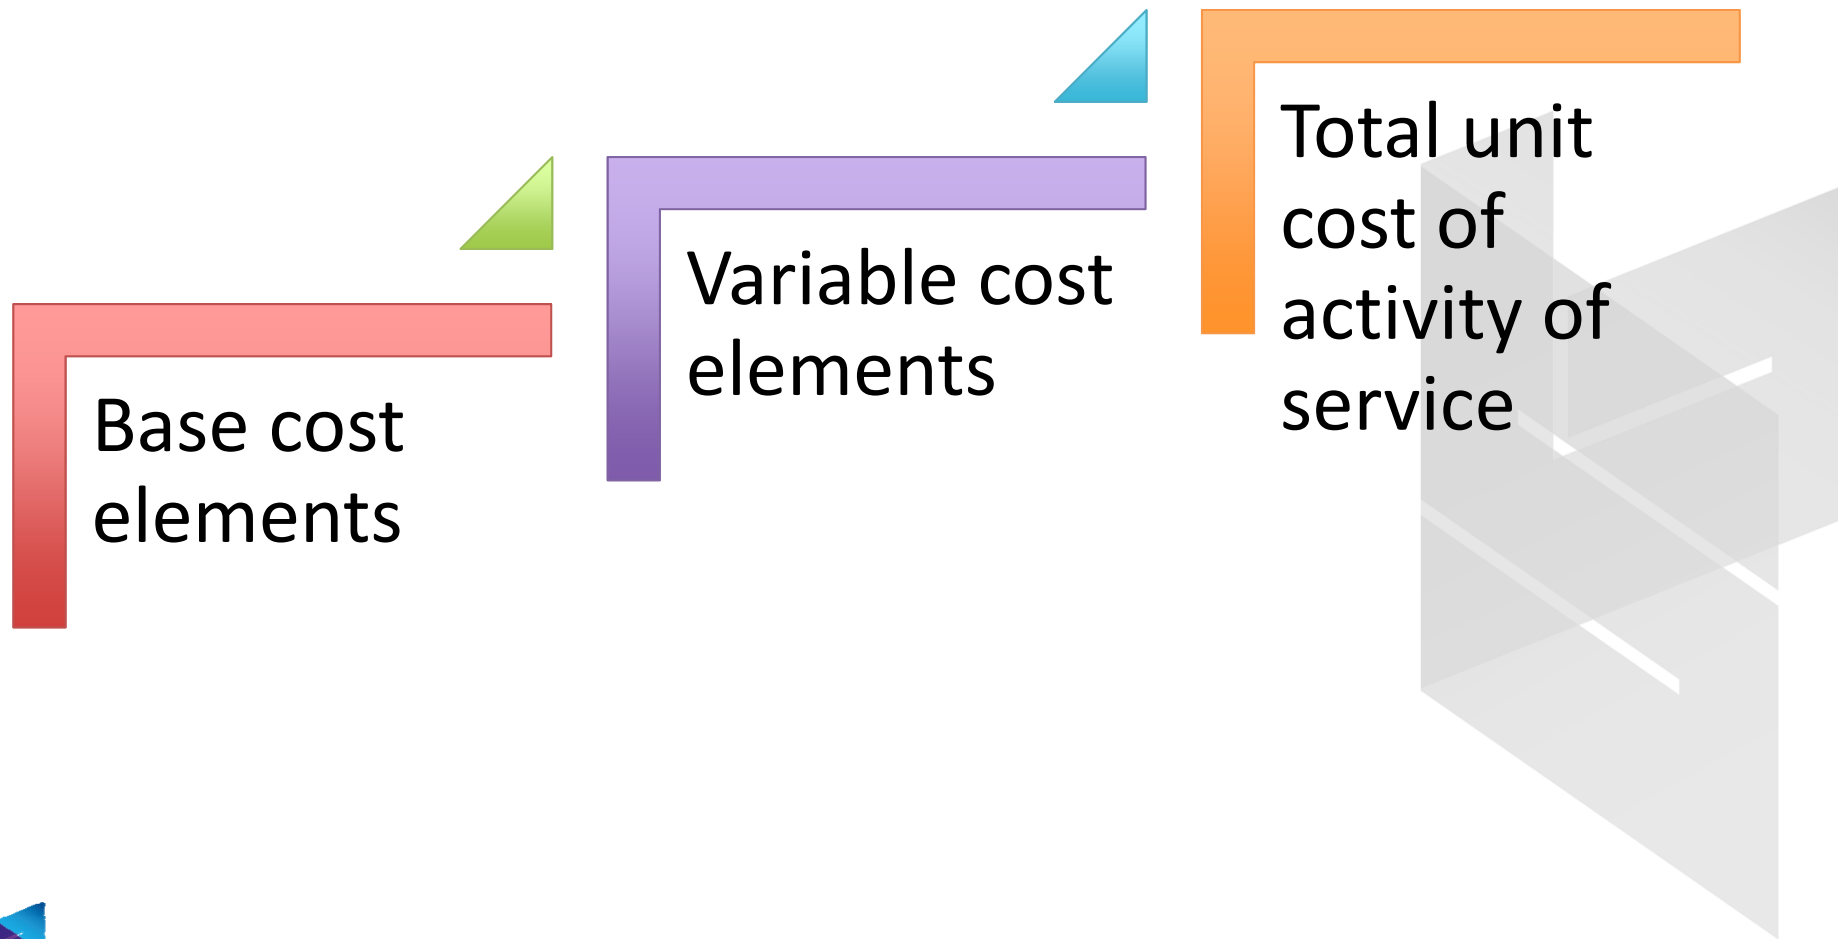 Base cost
elements
Variable cost
elements
Total unit
cost of
activity of
service